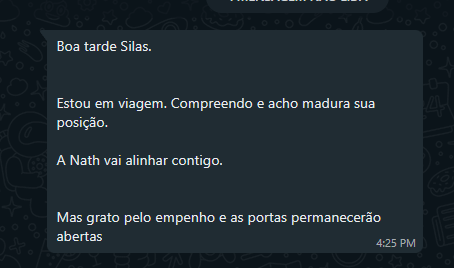 Boa tarde Silas.
Estou em viagem. Compreendo e acho madura sua
posição.
A Nath vai alinhar contigo.
Mas grato pelo empenho e as portas permanecerão
abertas
4:25 PM